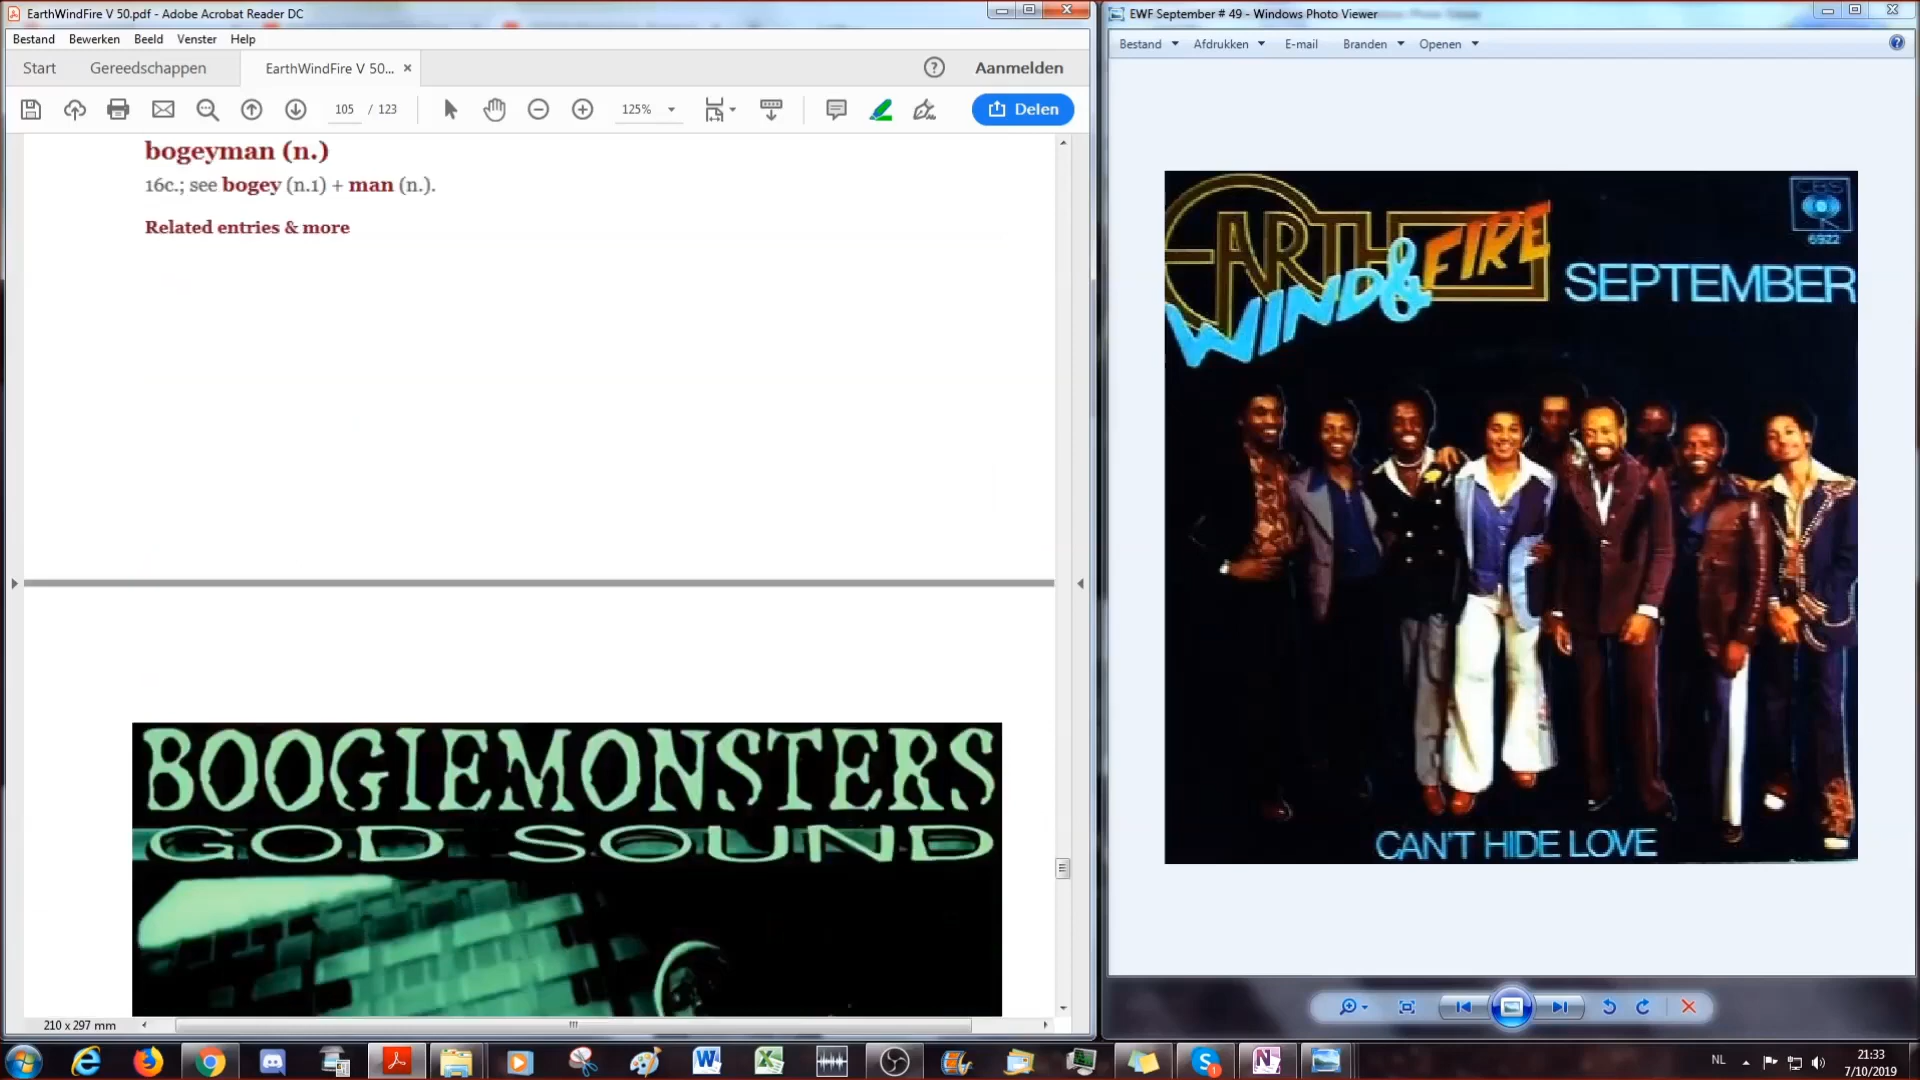 EarthWindFire V 50.pdf - Adobe Acrobat Reader DC
Bestand Bewerken Beeld Venster Help
Start Gereedschappen EarthWindFire V 50... × Aanmelden
105 / 123 125% Delen
bogeyman (n.)
16c.; see bogey (n.1) + man (n.).
Related entries & more
BOOGIEMONSTERS
GOD SOUND
210 x 297 mm
EWF September # 49 - Windows Photo Viewer
Bestand Afdrukken E-mail Branden Openen
EARTH
WIND & FIRE
SEPTEMBER
CBS
6922
CAN'T HIDE LOVE
NL
21:33
7/10/2019